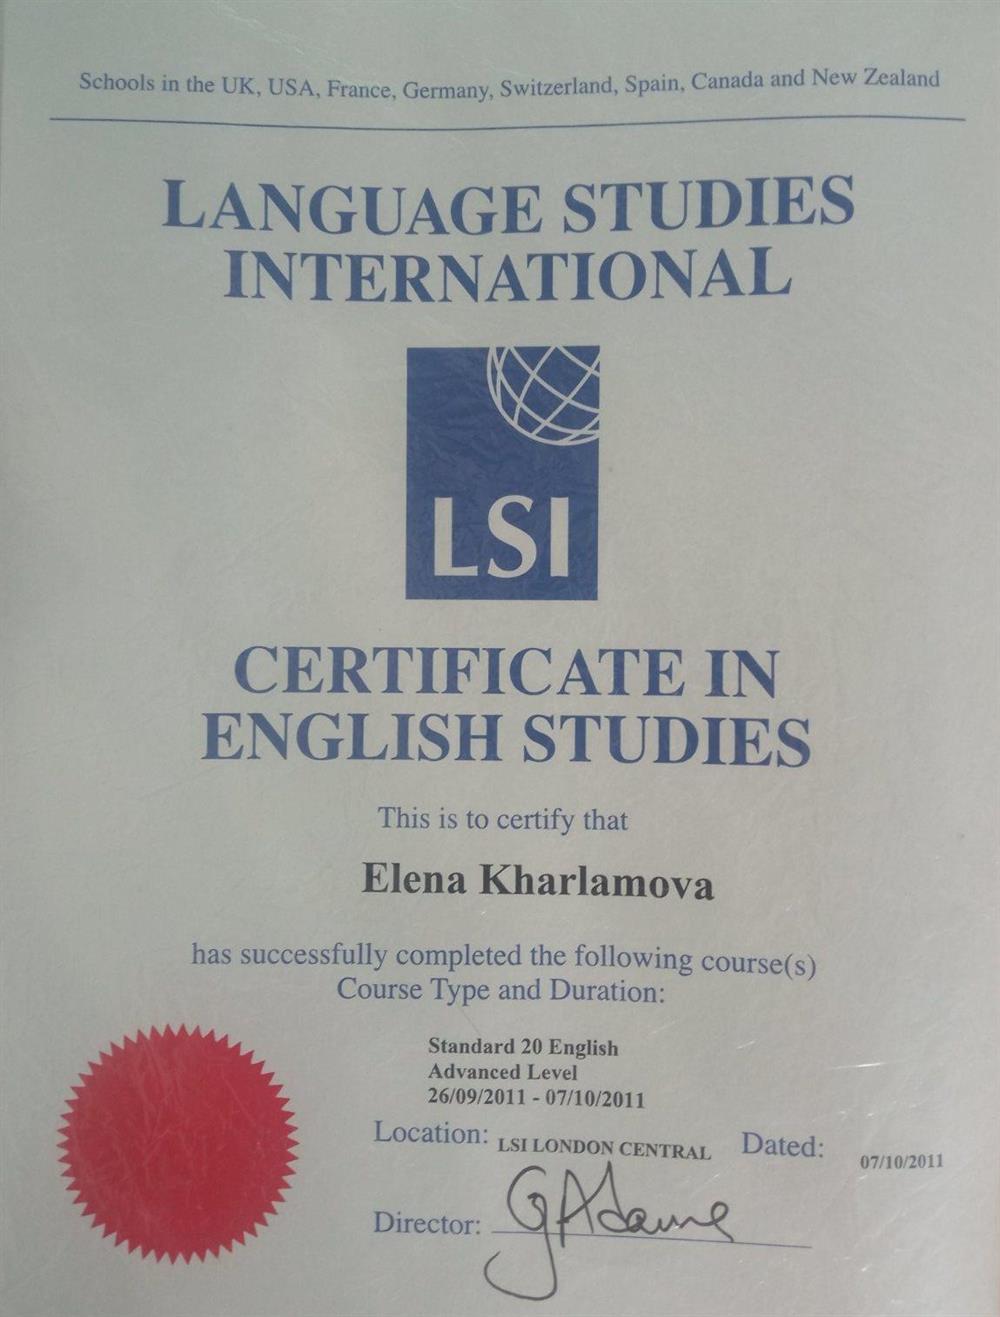 Schools in the UK, USA, France, Germany, Switzerland, Spain, Canada and New Zealand
LANGUAGE STUDIES
INTERNATIONAL
LSI
CERTIFICATE IN
ENGLISH STUDIES
This is to certify that
Elena Kharlamova
has successfully completed the following course(s)
Course Type and Duration:
Standard 20 English
Advanced Level
26/09/2011 - 07/10/2011
Location: LSI LONDON CENTRAL Dated: 07/10/2011
Director: